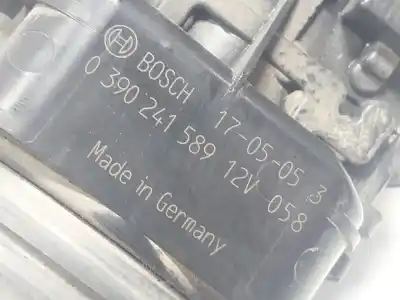 BOSCH 17-05-05 3
0 390 241 589 12V 058
Made in Germany